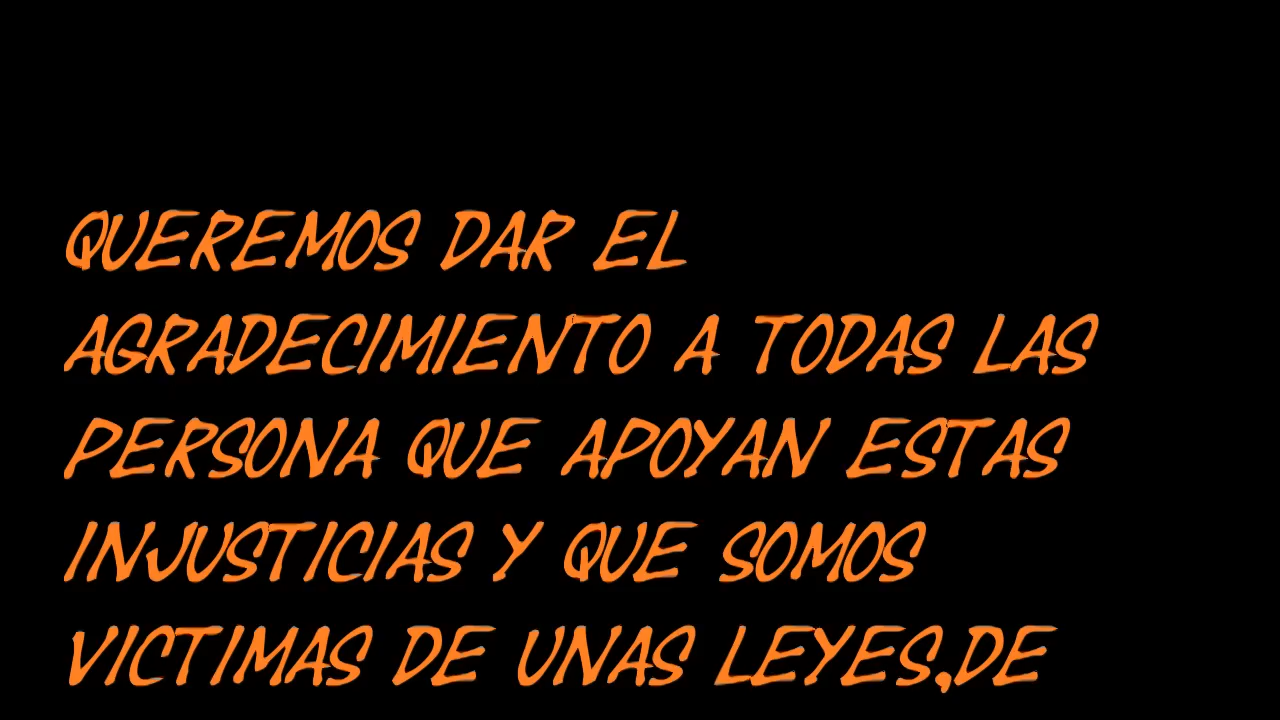 QUEREMOS DAR EL
AGRADECIMIENTO A TODAS LAS
PERSONA QUE APOYAN ESTAS
INJUSTICIAS Y QUE SOMOS
VICTIMAS DE UNAS LEYES,DE